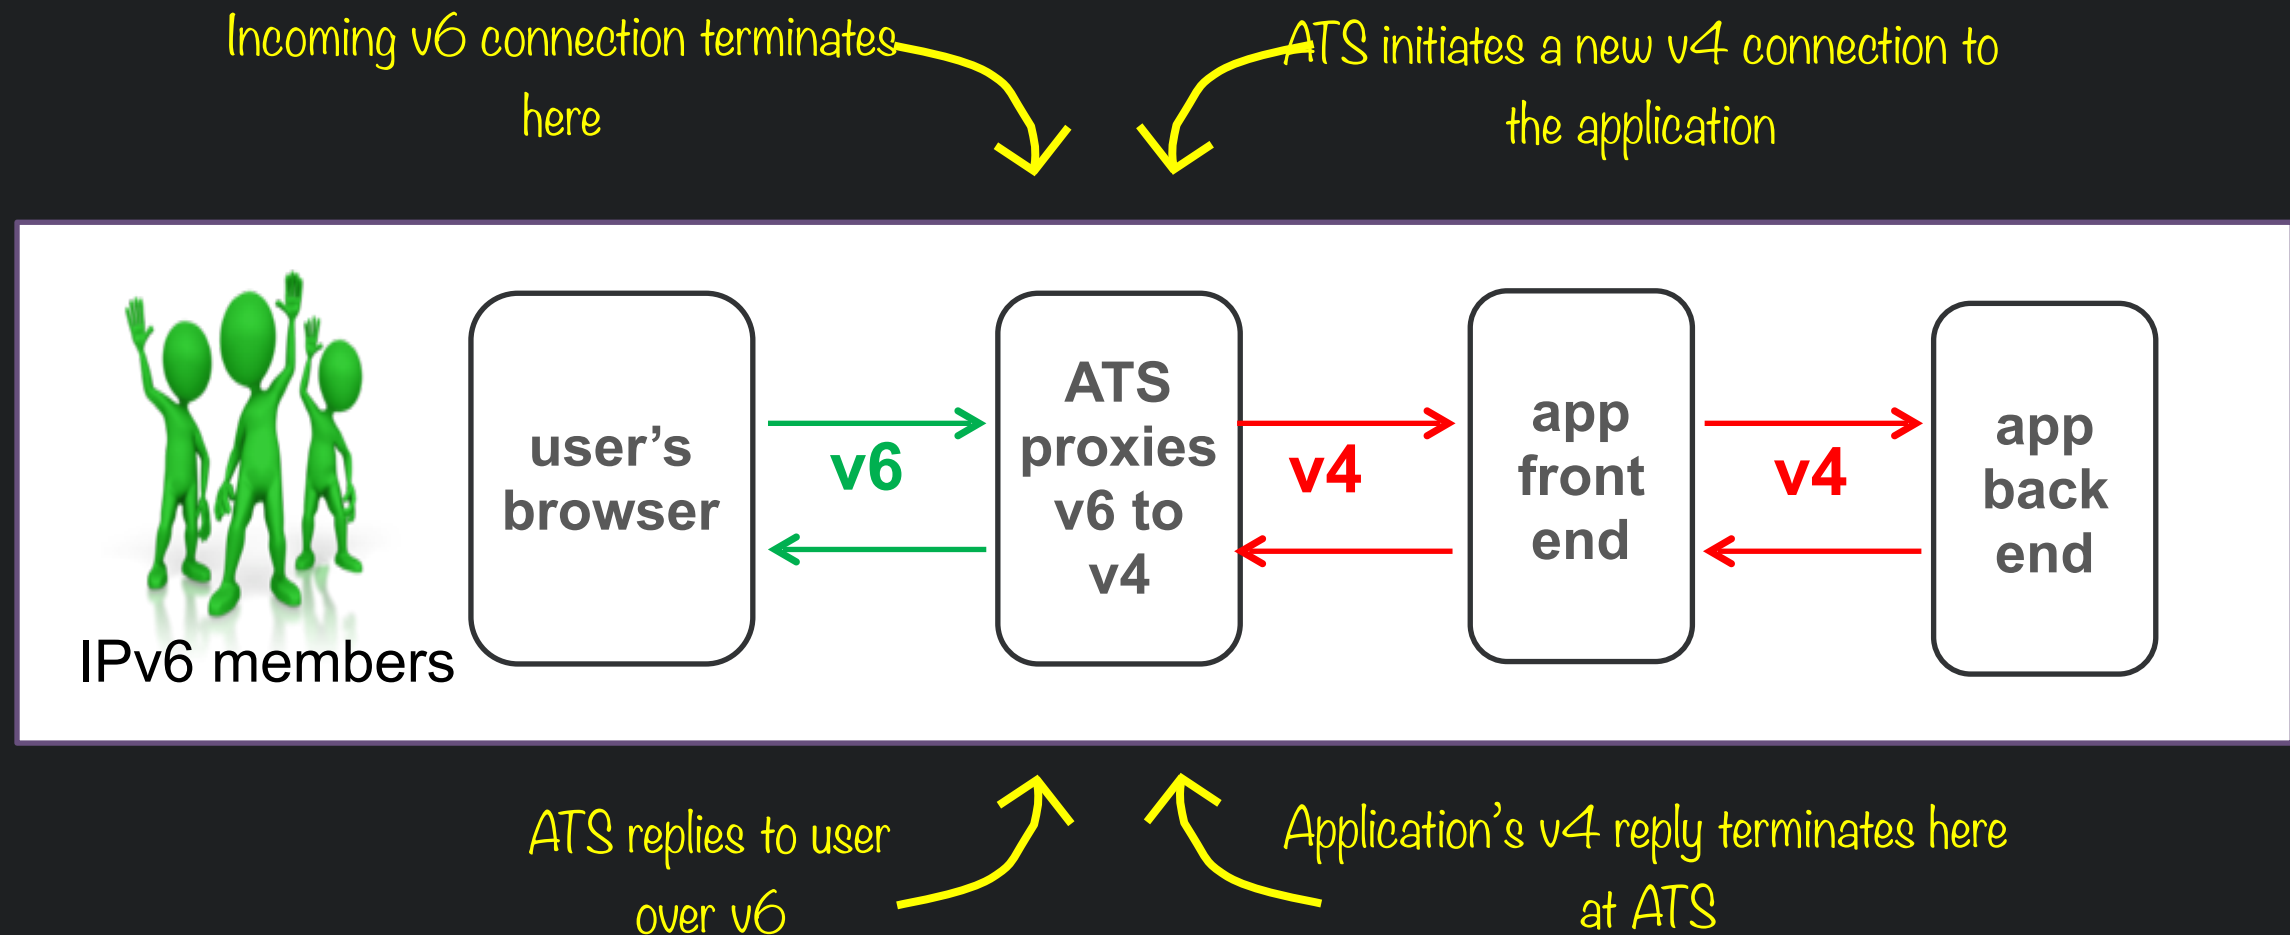 Incoming v6 connection terminates
here
ATS initiates a new v4 connection to
the application
IPv6 members
user’s
browser
v6
ATS
proxies
v6 to
v4
v4
app
front
end
v4
app
back
end
ATS replies to user
over v6
Application’s v4 reply terminates here
at ATS